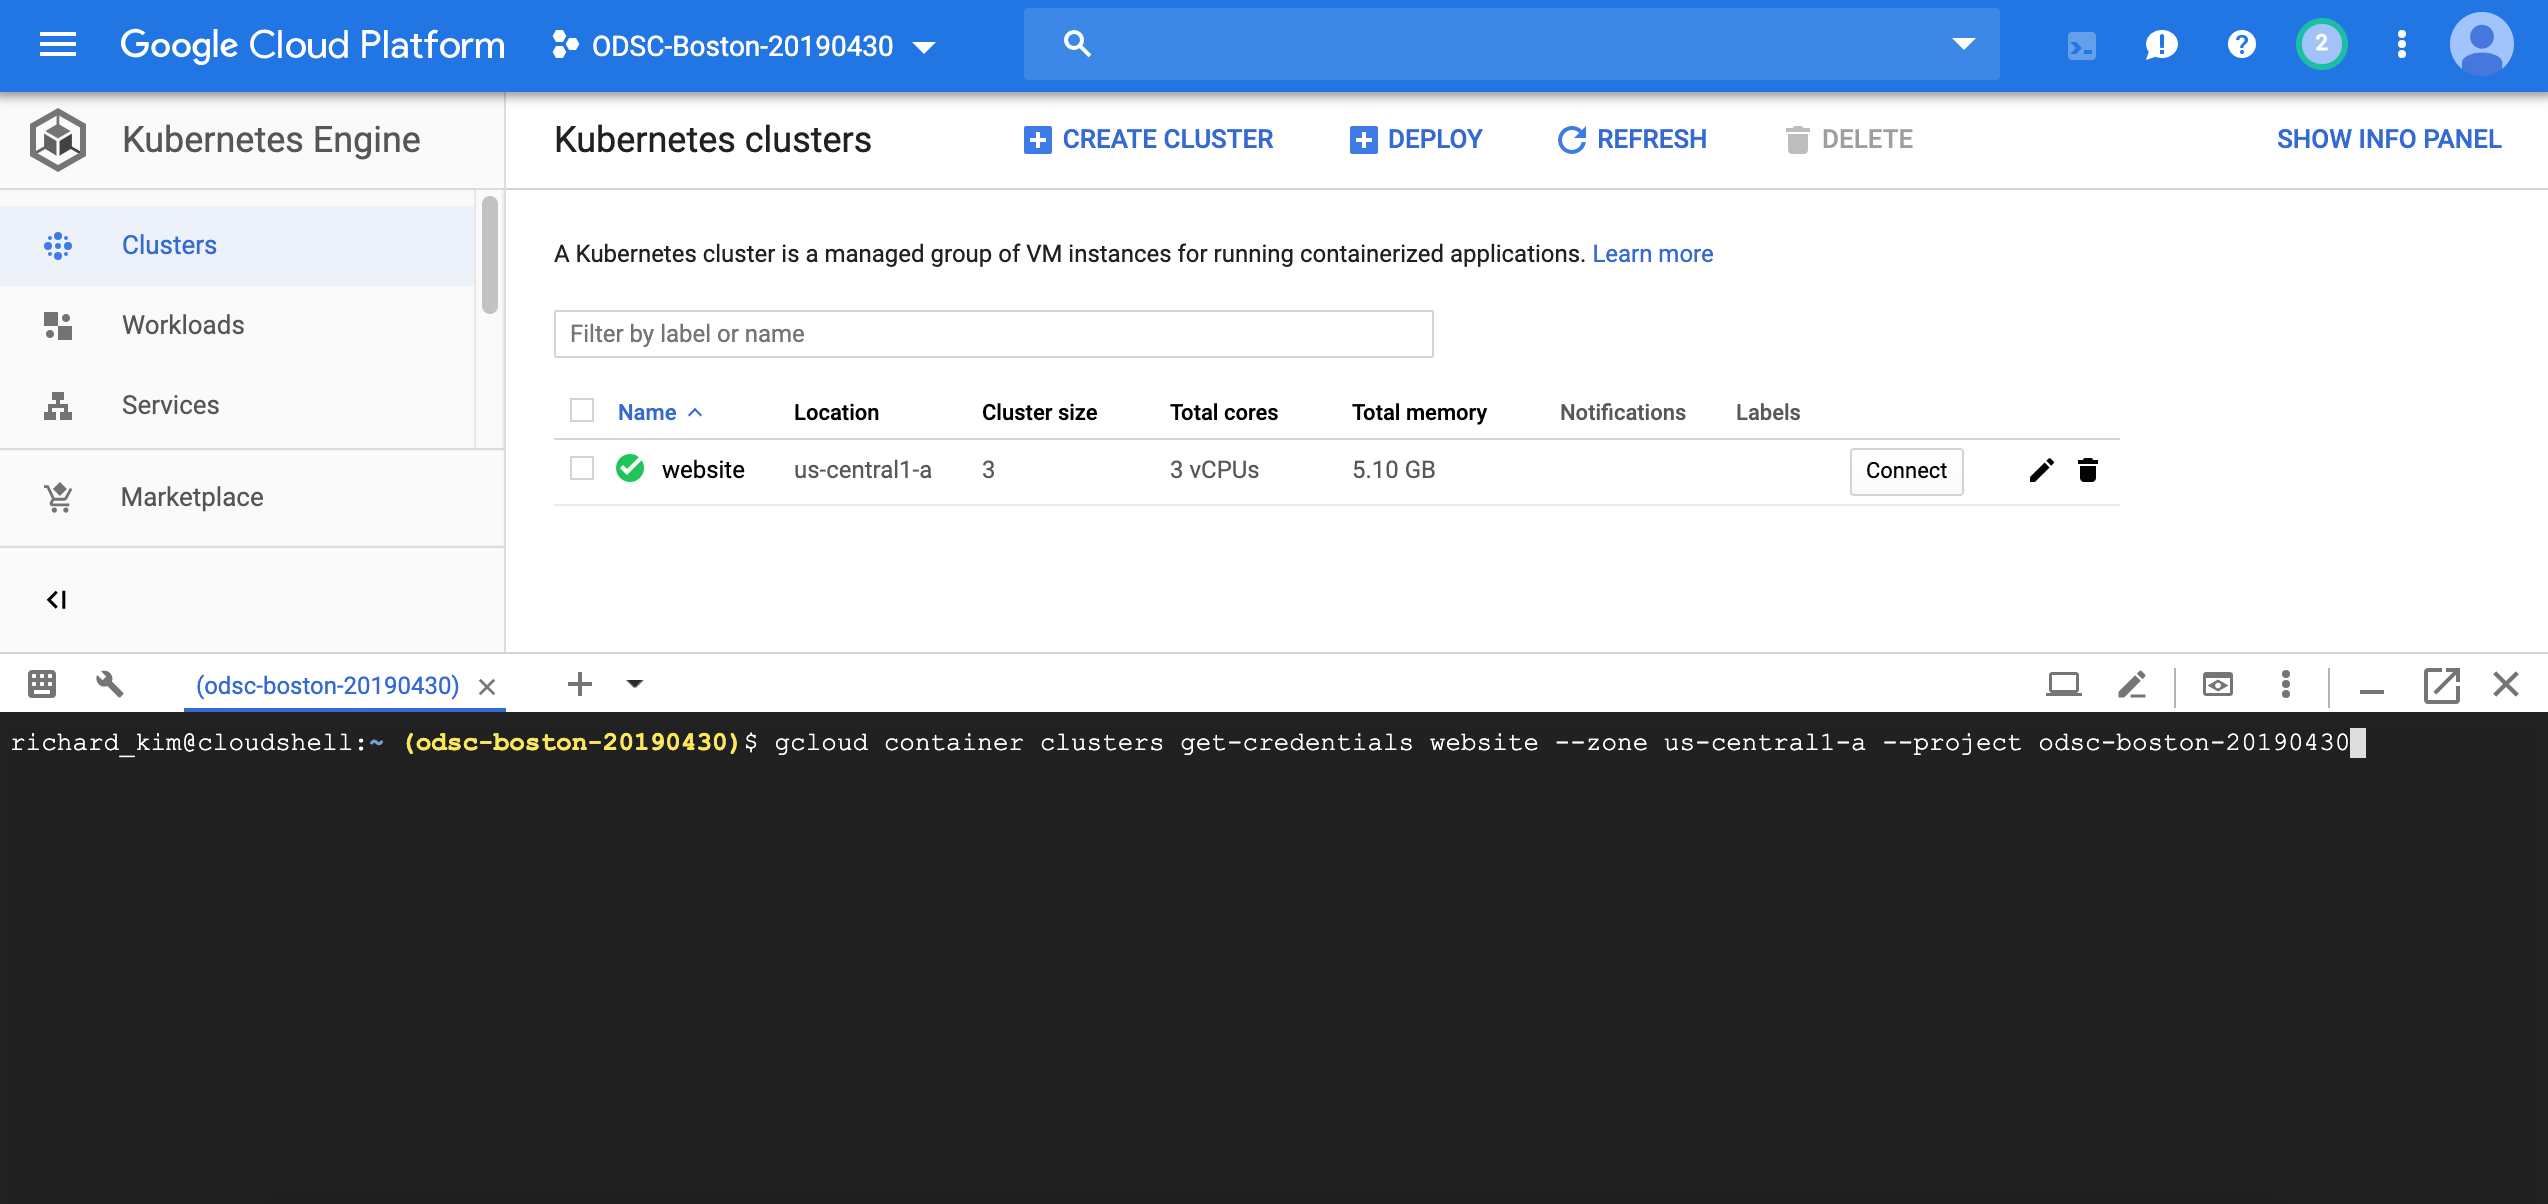 Google Cloud Platform
ODSC-Boston-20190430
2
Kubernetes Engine
Kubernetes clusters
CREATE CLUSTER
DEPLOY
REFRESH
DELETE
SHOW INFO PANEL
Clusters
Workloads
Services
Marketplace
A Kubernetes cluster is a managed group of VM instances for running containerized applications. Learn more
Filter by label or name
Name Location Cluster size Total cores Total memory Notifications Labels
website us-central1-a 3 3 vCPUs 5.10 GB Connect
(odsc-boston-20190430)
richard_kim@cloudshell:~ (odsc-boston-20190430)$ gcloud container clusters get-credentials website --zone us-central1-a --project odsc-boston-20190430